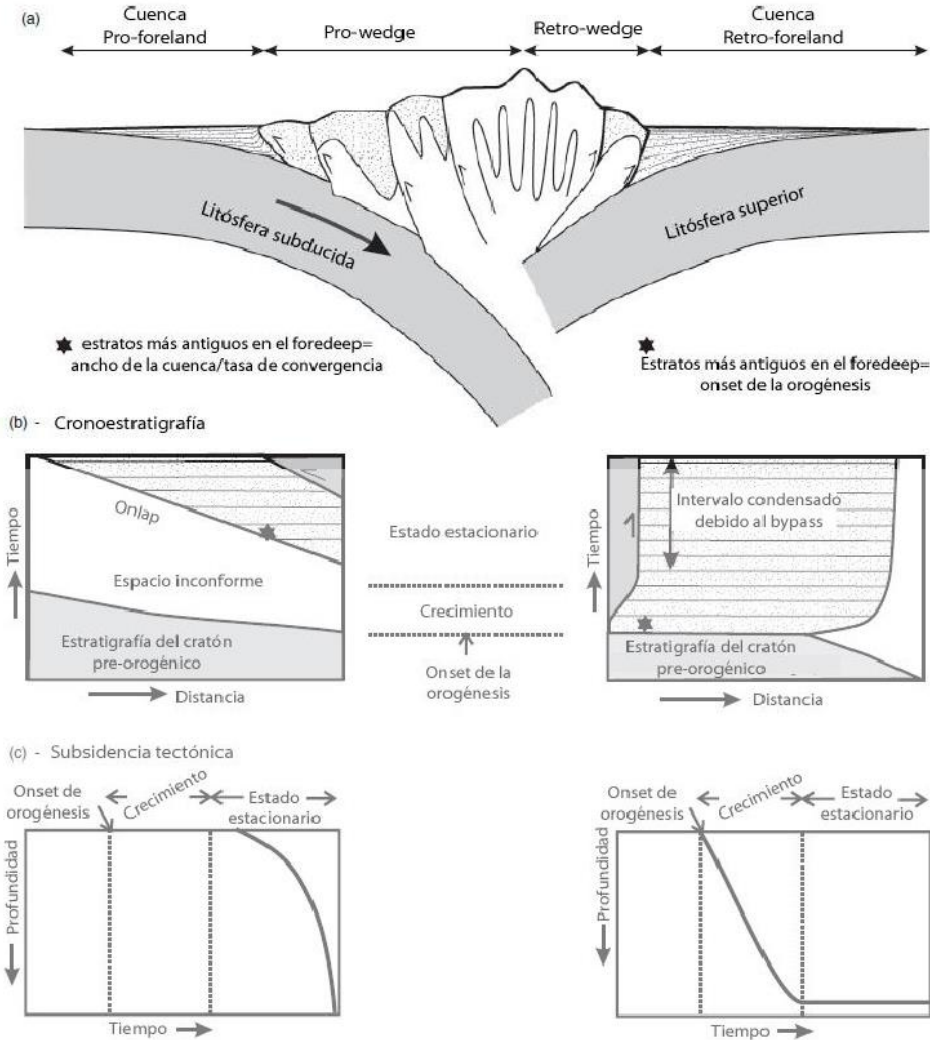 (a)
Cuenca
Pro-foreland
Pro-wedge
Retro-wedge
Cuenca
Retro-foreland
Litósfera subducida
Litósfera superior
estratos más antiguos en el foredeep=
ancho de la cuenca/tasa de convergencia
Estratos más antiguos en el foredeep=
onset de la orogénesis
(b) - Cronoestratigrafía
Tiempo
Onlap
Espacio inconforme
Estratigrafía del cratón
pre-orogénico
Distancia
Estado estacionario
Crecimiento
Onset de la
orogénesis
Tiempo
Intervalo condensado
debido al bypass
Estratigrafía del cratón
pre-orogénico
Distancia
(c) - Subsidencia tectónica
Onset de
orogénesis
Crecimiento
Estado
estacionario
Profundidad
Tiempo
Onset de
orogénesis
Crecimiento
Estado
estacionario
Profundidad
Tiempo